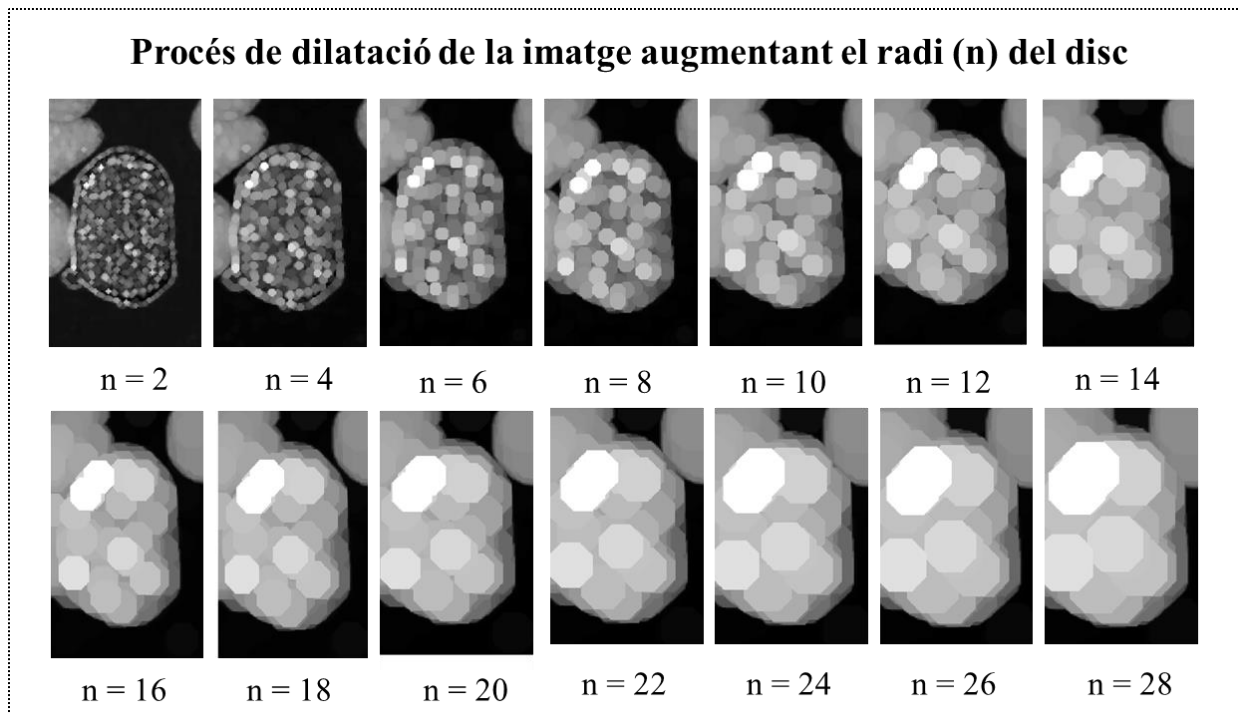 Procés de dilatació de la imatge augmentant el radi (n) del disc
n = 2 n = 4 n = 6 n = 8 n = 10 n = 12 n = 14
n = 16 n = 18 n = 20 n = 22 n = 24 n = 26 n = 28